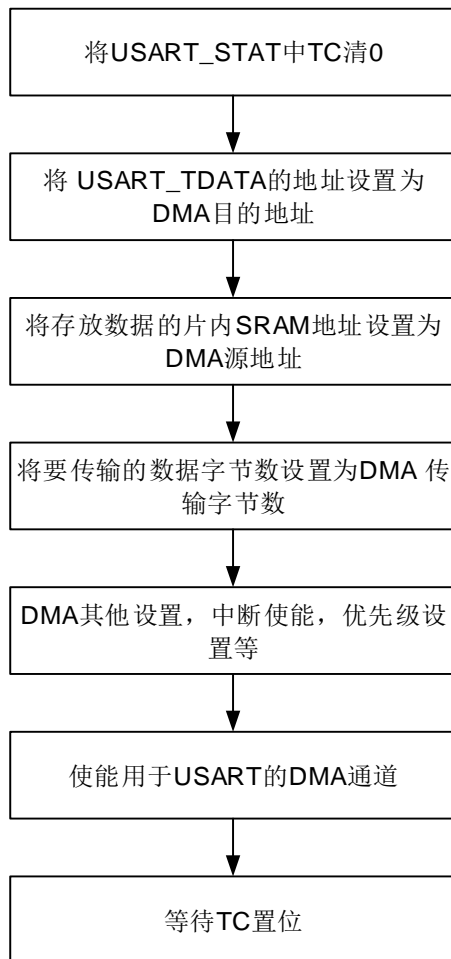 将USART_STAT中TC清0
将 USART_TDATA的地址设置为
DMA目的地址
将存放数据的片内SRAM地址设置为
DMA源地址
将要传输的数据字节数设置为DMA 传
输字节数
DMA其他设置，中断使能，优先级设
置等
使能用于USART的DMA通道
等待TC置位